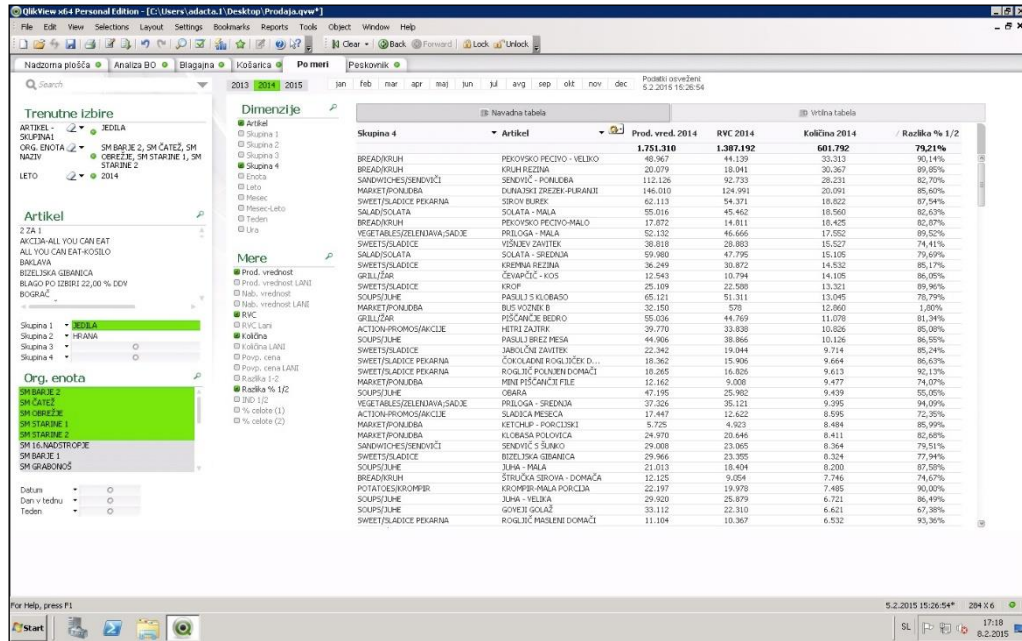 QlikView x64 Personal Edition - [C:\Users\adacta.1\Desktop\Prodaja.qvw*]
File Edit View Selections Layout Settings Bookmarks Reports Tools Object Window Help
Clear Back Forward Lock Unlock
Nadzorna plošča Analiza BO Blagajna Košarica Po meri Peskovnik
Search
2013 2014 2015
jan feb mar apr maj jun jul avg sep okt nov dec
Podatki osveženi
5.2.2015 15:26:54
Trenutne izbire
ARTIKEL - SKUPINA1 JEDILA
ORG. ENOTA NAZIV SM BARJE 2, SM ČATEŽ, SM OBREŽJE, SM STARINE 1, SM STARINE 2
LETO 2014
Artikel
2 ZA 1
AKCIJA-ALL YOU CAN EAT
ALL YOU CAN EAT-KOSILO
BAKLAVA
BIZELJSKA GIBANICA
BLAGO PO IZBIRI 22,00 % DDV
BOGRAČ
Skupina 1 JEDILA
Skupina 2 HRANA
Skupina 3
Skupina 4
Org. enota
SM BARJE 2
SM ČATEŽ
SM OBREŽJE
SM STARINE 1
SM STARINE 2
SM 16.NADSTROPJE
SM BARJE 1
SM GRABONOŠ
Datum
Dan v tednu
Teden
Dimenzije
Artikel
Skupina 1
Skupina 2
Skupina 3
Skupina 4
Enota
Leto
Mesec
Mesec-Leto
Teden
Ura
Mere
Prod. vrednost
Prod. vrednost LANI
Nab. vrednost
Nab. vrednost LANI
RVC
RVC Lani
Količina
Količina LANI
Povp. cena
Povp. cena LANI
Razlika 1-2
Razlika % 1/2
IND 1/2
% celote (1)
% celote (2)
Navadna tabela Vrtilna tabela
Skupina 4 Artikel Prod. vred. 2014 RVC 2014 Količina 2014 Razlika % 1/2
1.751.310 1.387.192 601.792 79,21%
BREAD/KRUH PEKOVSKO PECIVO - VELIKO 48.967 44.139 33.313 90,14%
BREAD/KRUH KRUH REZINA 20.079 18.041 30.367 89,85%
SANDWICHES/SENDVIČI SENDVIČ - PONUDBA 112.126 92.733 28.231 82,70%
MARKET/PONUDBA DUNAJSKI ZREZEK-PURANJI 146.010 124.991 20.091 85,60%
SWEET/SLADICE PEKARNA SIROV BUREK 62.113 54.371 18.822 87,54%
SALAD/SOLATA SOLATA - MALA 55.016 45.462 18.560 82,63%
BREAD/KRUH PEKOVSKO PECIVO-MALO 17.872 14.811 18.425 82,87%
VEGETABLES/ZELENJAVA;SADJE PRILOGA - MALA 52.132 46.666 17.552 89,52%
SWEETS/SLADICE VIŠNJEV ZAVITEK 38.818 28.883 15.527 74,41%
SALAD/SOLATA SOLATA - SREDNJA 59.980 47.795 15.105 79,69%
SWEETS/SLADICE KREMNA REZINA 36.249 30.872 14.532 85,17%
GRILL/ŽAR ČEVAPČIČ - KOS 12.543 10.794 14.105 86,05%
SWEETS/SLADICE KROF 25.109 22.588 13.321 89,96%
SOUPS/JUHE PASULJ S KLOBASO 65.121 51.311 13.045 78,79%
MARKET/PONUDBA BUS VOZNIK B 32.150 578 12.860 1,80%
GRILL/ŽAR PIŠČANČJE BEDRO 55.036 44.769 11.078 81,34%
ACTION-PROMOS/AKCIJE HITRI ZAJTRK 39.770 33.838 10.826 85,08%
SOUPS/JUHE PASULJ BREZ MESA 44.906 38.866 10.126 86,55%
SWEETS/SLADICE JABOLČNI ZAVITEK 22.342 19.044 9.714 85,24%
SWEET/SLADICE PEKARNA ČOKOLADNI ROGLJIČEK D... 18.362 15.906 9.664 86,63%
SWEET/SLADICE PEKARNA ROGLJIČ POLNJEN DOMAČI 18.265 16.826 9.613 92,13%
MARKET/PONUDBA MINI PIŠČANČJI FILE 12.162 9.008 9.477 74,07%
SOUPS/JUHE OBARA 47.195 25.982 9.439 55,05%
VEGETABLES/ZELENJAVA;SADJE PRILOGA - SREDNJA 37.326 35.121 9.395 94,09%
ACTION-PROMOS/AKCIJE SLADICA MESECA 17.447 12.622 8.595 72,35%
MARKET/PONUDBA KETCHUP - PORCIJSKI 5.725 4.923 8.484 85,99%
MARKET/PONUDBA KLOBASA POLOVICA 24.970 20.646 8.411 82,68%
SANDWICHES/SENDVIČI SENDVIČ S ŠUNKO 29.008 23.065 8.364 79,51%
SWEETS/SLADICE BIZELJSKA GIBANICA 29.966 23.355 8.324 77,94%
SOUPS/JUHE JUHA - MALA 21.013 18.404 8.200 87,58%
BREAD/KRUH ŠTRUČKA SIROVA - DOMAČA 12.125 9.054 7.746 74,67%
POTATOES/KROMPIR KROMPIR-MALA PORCIJA 22.197 19.978 7.485 90,00%
SOUPS/JUHE JUHA - VELIKA 29.920 25.879 6.721 86,49%
SOUPS/JUHE GOVEJI GOLAŽ 33.112 22.310 6.621 67,38%
SWEET/SLADICE PEKARNA ROGLJIČ MASLENI DOMAČI 11.104 10.367 6.532 93,36%
For Help, press F1 5.2.2015 15:26:54* 284 X 6
Start SL 17:18
8.2.2015